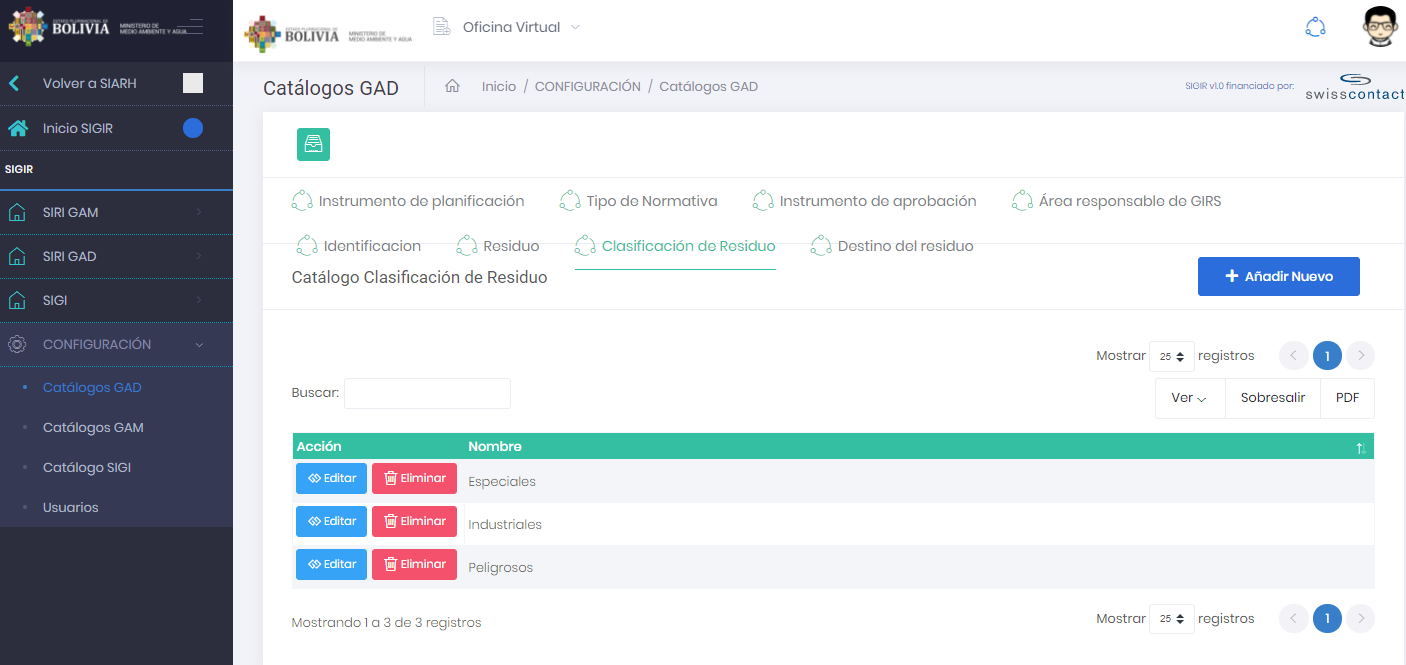 ESTADO PLURINACIONAL DE
BOLIVIA
MINISTERIO DE
MEDIO AMBIENTE Y AGUA
ESTADO PLURINACIONAL DE
BOLIVIA
MINISTERIO DE
MEDIO AMBIENTE Y AGUA
Oficina Virtual
Volver a SIARH
Inicio SIGIR
SIGIR
SIRI GAM
SIRI GAD
SIGI
CONFIGURACIÓN
Catálogos GAD
Catálogos GAM
Catálogo SIGI
Usuarios
Catálogos GAD
Inicio / CONFIGURACIÓN / Catálogos GAD
SIGIR v1.0 financiado por:
swisscontact
Instrumento de planificación Tipo de Normativa Instrumento de aprobación Área responsable de GIRS
Identificacion Residuo Clasificación de Residuo Destino del residuo
Catálogo Clasificación de Residuo
Añadir Nuevo
Mostrar 25 registros 1
Buscar:
Ver Sobresalir PDF
Acción Nombre
Editar Eliminar Especiales
Editar Eliminar Industriales
Editar Eliminar Peligrosos
Mostrando 1 a 3 de 3 registros
Mostrar 25 registros 1